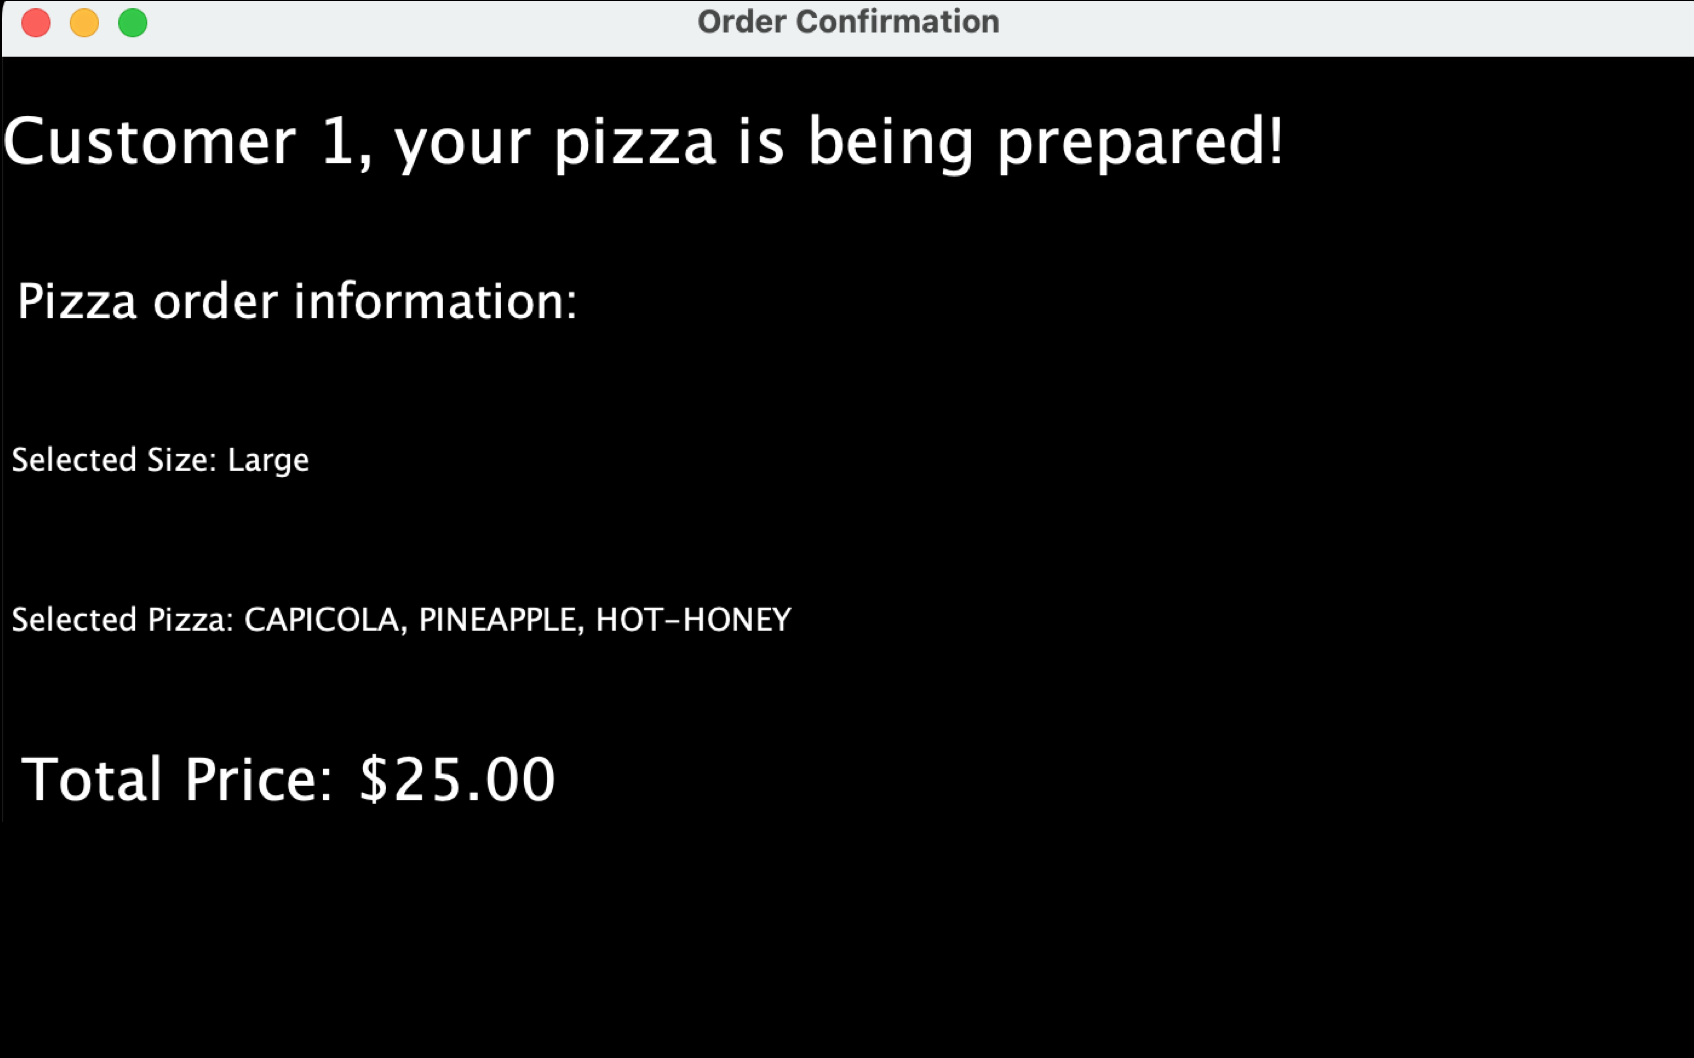 Order Confirmation
Customer 1, your pizza is being prepared!
Pizza order information:
Selected Size: Large
Selected Pizza: CAPICOLA, PINEAPPLE, HOT-HONEY
Total Price: $25.00